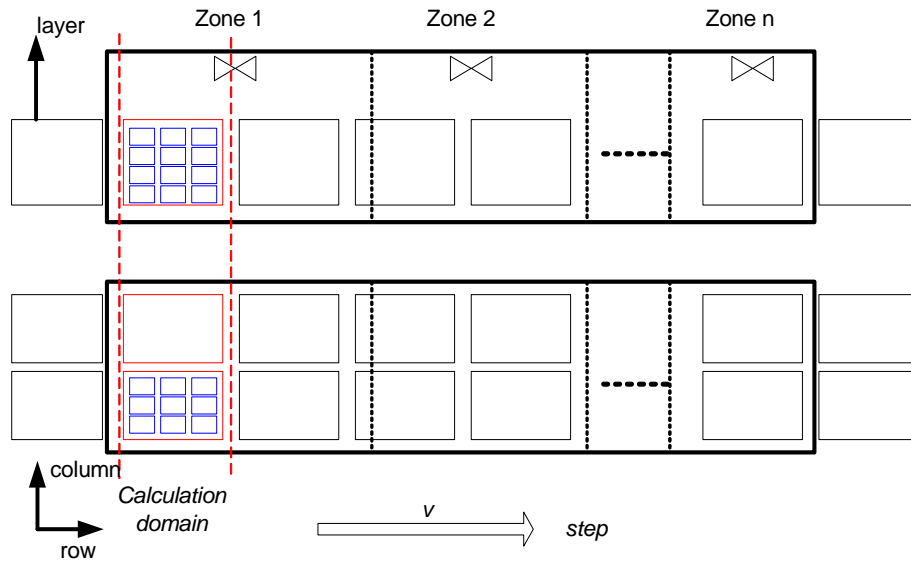 Zone 1
Zone 2
Zone n
layer
column
row
Calculation
domain
v
step